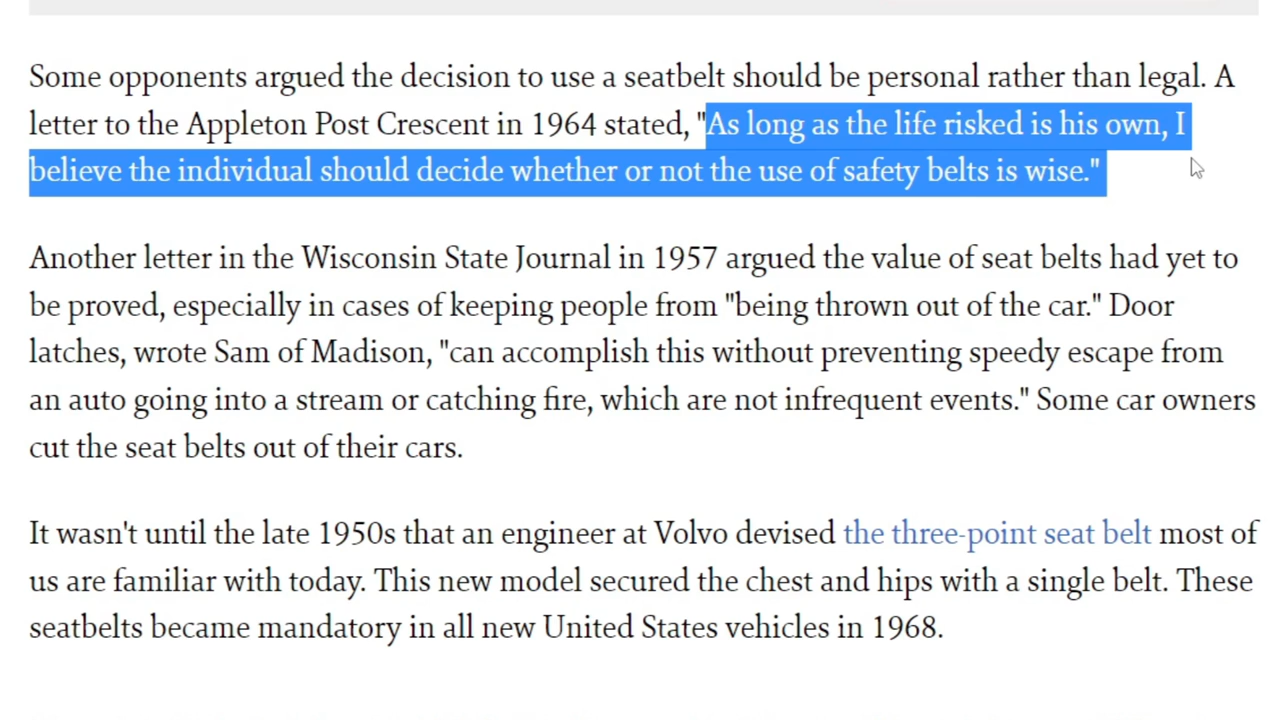 Some opponents argued the decision to use a seatbelt should be personal rather than legal. A
letter to the Appleton Post Crescent in 1964 stated, "As long as the life risked is his own, I
believe the individual should decide whether or not the use of safety belts is wise."
Another letter in the Wisconsin State Journal in 1957 argued the value of seat belts had yet to
be proved, especially in cases of keeping people from "being thrown out of the car." Door
latches, wrote Sam of Madison, "can accomplish this without preventing speedy escape from
an auto going into a stream or catching fire, which are not infrequent events." Some car owners
cut the seat belts out of their cars.
It wasn't until the late 1950s that an engineer at Volvo devised the three-point seat belt most of
us are familiar with today. This new model secured the chest and hips with a single belt. These
seatbelts became mandatory in all new United States vehicles in 1968.